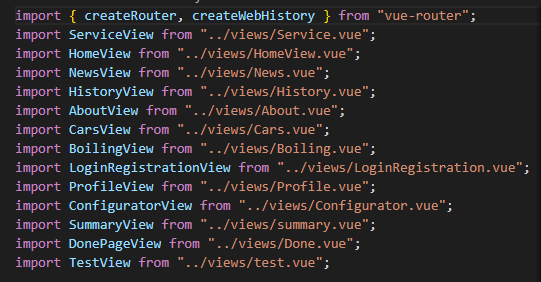 import { createRouter, createWebHistory } from "vue-router";
import ServiceView from "../views/Service.vue";
import HomeView from "../views/HomeView.vue";
import NewsView from "../views/News.vue";
import HistoryView from "../views/History.vue";
import AboutView from "../views/About.vue";
import CarsView from "../views/Cars.vue";
import BoilingView from "../views/Boiling.vue";
import LoginRegistrationView from "../views/LoginRegistration.vue";
import ProfileView from "../views/Profile.vue";
import ConfiguratorView from "../views/Configurator.vue";
import SummaryView from "../views/summary.vue";
import DonePageView from "../views/Done.vue";
import TestView from "../views/test.vue";